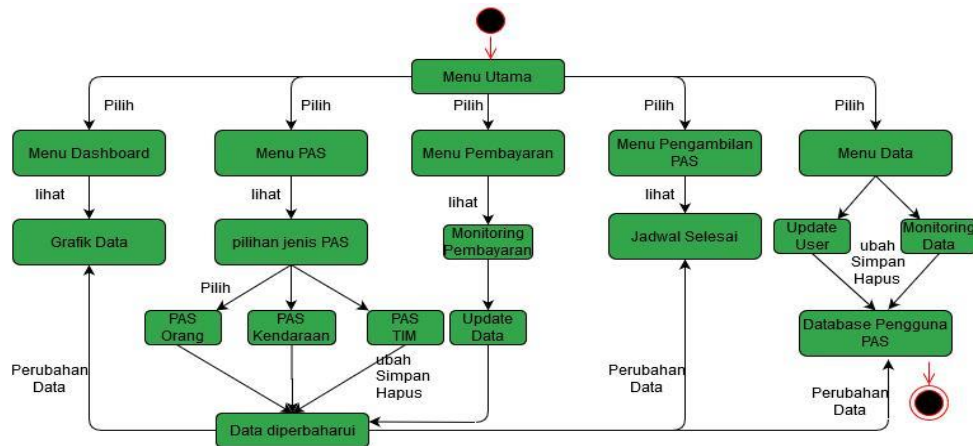 Menu Utama
Pilih
Pilih
Pilih
Pilih
Pilih
Menu Dashboard
Menu PAS
Menu Pembayaran
Menu Pengambilan
PAS
Menu Data
lihat
lihat
lihat
lihat
Grafik Data
pilihan jenis PAS
Monitoring
Pembayaran
Jadwal Selesai
Update
User
ubah
Simpan
Hapus
Monitoring
Data
Pilih
PAS
Orang
PAS
Kendaraan
PAS
TIM
Update
Data
Database Pengguna
PAS
Perubahan
Data
ubah
Simpan
Hapus
Perubahan
Data
Perubahan
Data
Data diperbaharui